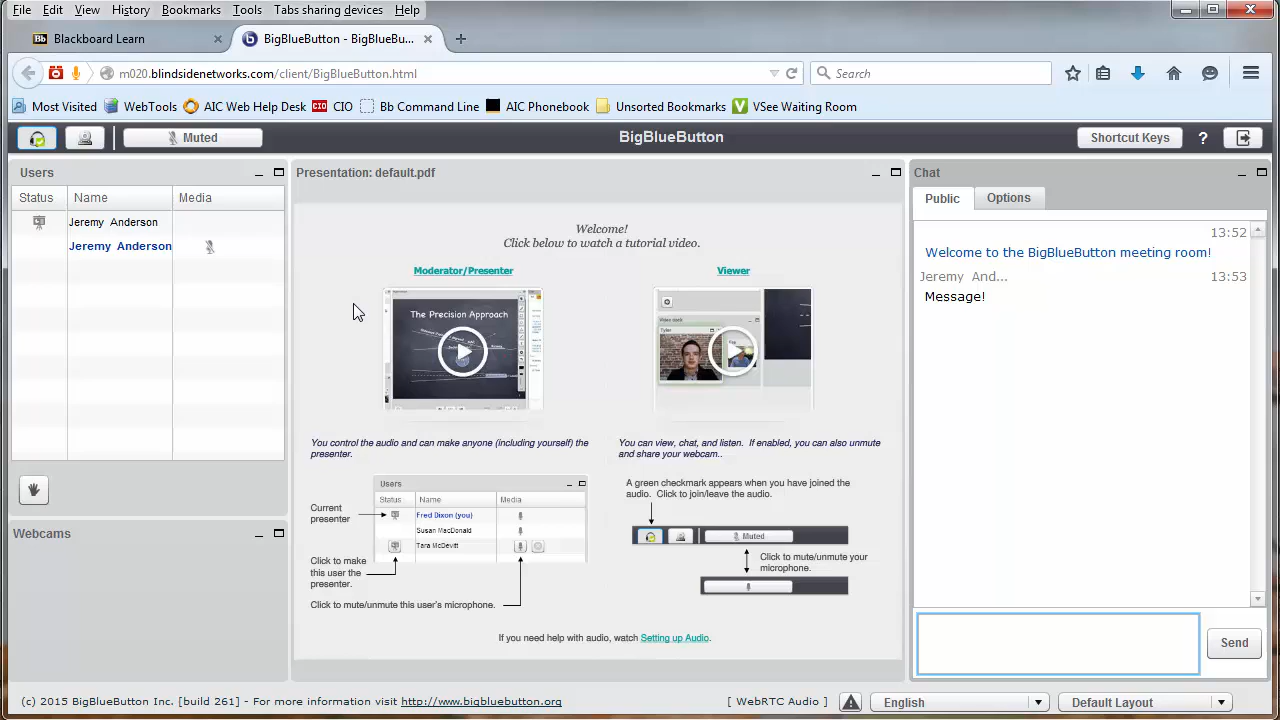 File Edit View History Bookmarks Tools Tabs sharing devices Help
Bb Blackboard Learn
BigBlueButton - BigBlueBu...
m020.blindsidenetworks.com/client/BigBlueButton.html
Search
Most Visited WebTools AIC Web Help Desk CIO CIO Bb Command Line AIC Phonebook Unsorted Bookmarks V VSee Waiting Room
Muted
BigBlueButton
Shortcut Keys
?
Users
Status Name Media
Jeremy Anderson
Jeremy Anderson
Webcams
Presentation: default.pdf
Welcome!
Click below to watch a tutorial video.
Moderator/Presenter
The Precision Approach
You control the audio and can make anyone (including yourself) the
presenter.
Users
Status Name Media
Fred Dixon (you)
Susan MacDonald
Tara McDevitt
Current
presenter
Click to make
this user the
presenter.
Click to mute/unmute this user's microphone.
Viewer
Tyler
You can view, chat, and listen. If enabled, you can also unmute
and share your webcam..
A green checkmark appears when you have joined the
audio. Click to join/leave the audio.
Muted
Click to mute/unmute your
microphone.
If you need help with audio, watch Setting up Audio.
Chat
Public Options
13:52
Welcome to the BigBlueButton meeting room!
Jeremy And... 13:53
Message!
Send
(c) 2015 BigBlueButton Inc. [build 261] - For more information visit http://www.bigbluebutton.org
[ WebRTC Audio ]
English
Default Layout